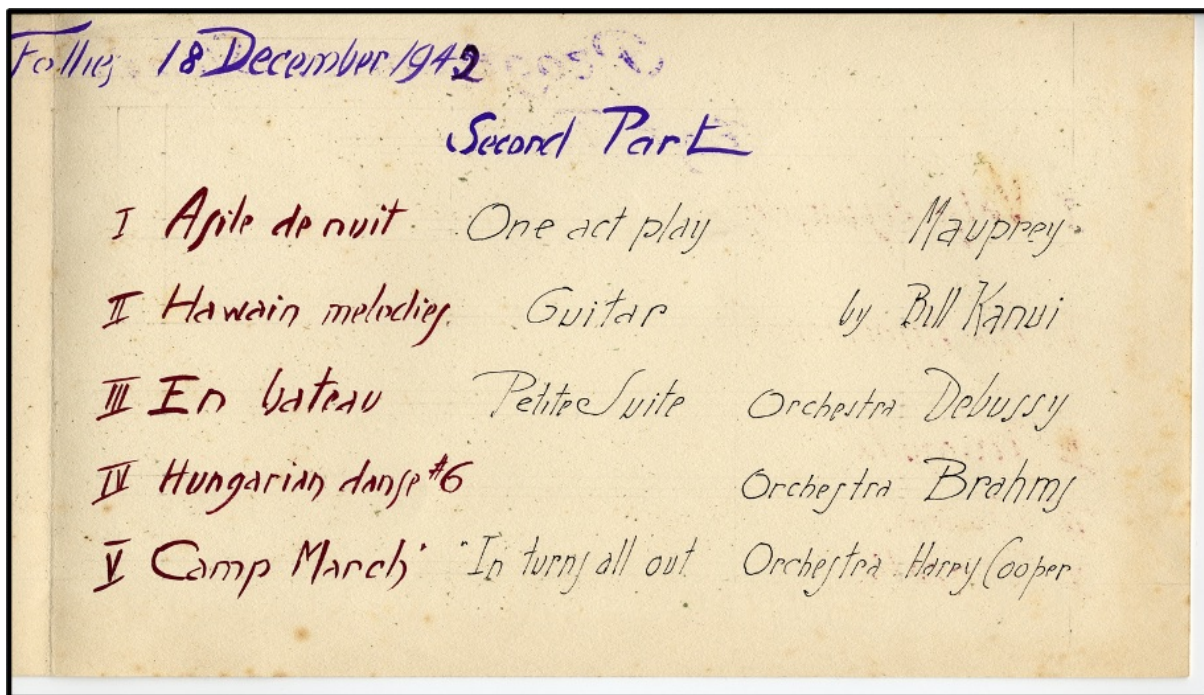 Follies 18 December 1942
Second Part
I Asile de nuit One act play Mauprey
II Hawain melodies Guitar by Bill Kanui
III En bateau Petite Suite Orchestra Debussy
IV Hungarian danse #6 Orchestra Brahms
V Camp March" "In turns all out Orchestra Harry Cooper